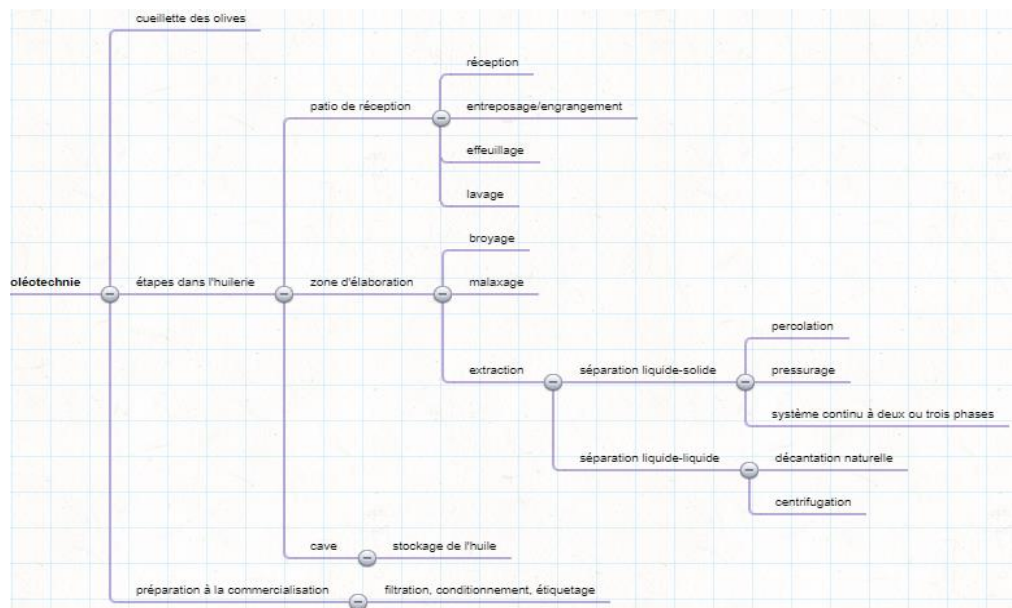 cueillette des olives
réception
patio de réception
entreposage/engrangement
effeuillage
lavage
broyage
oléotechnie
étapes dans l'huilerie
zone d'élaboration
malaxage
percolation
extraction
séparation liquide-solide
pressurage
système continu à deux ou trois phases
séparation liquide-liquide
décantation naturelle
centrifugation
cave
stockage de l'huile
préparation à la commercialisation
filtration, conditionnement, étiquetage